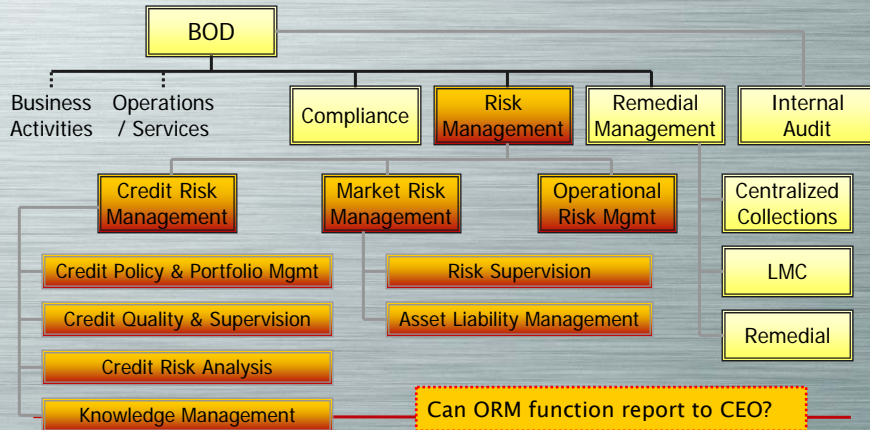 BOD
Business
Activities
Operations
/ Services
Compliance
Risk
Management
Remedial
Management
Internal
Audit
Credit Risk
Management
Market Risk
Management
Operational
Risk Mgmt
Centralized
Collections
Credit Policy & Portfolio Mgmt
Risk Supervision
LMC
Credit Quality & Supervision
Asset Liability Management
Remedial
Credit Risk Analysis
Knowledge Management
Can ORM function report to CEO?